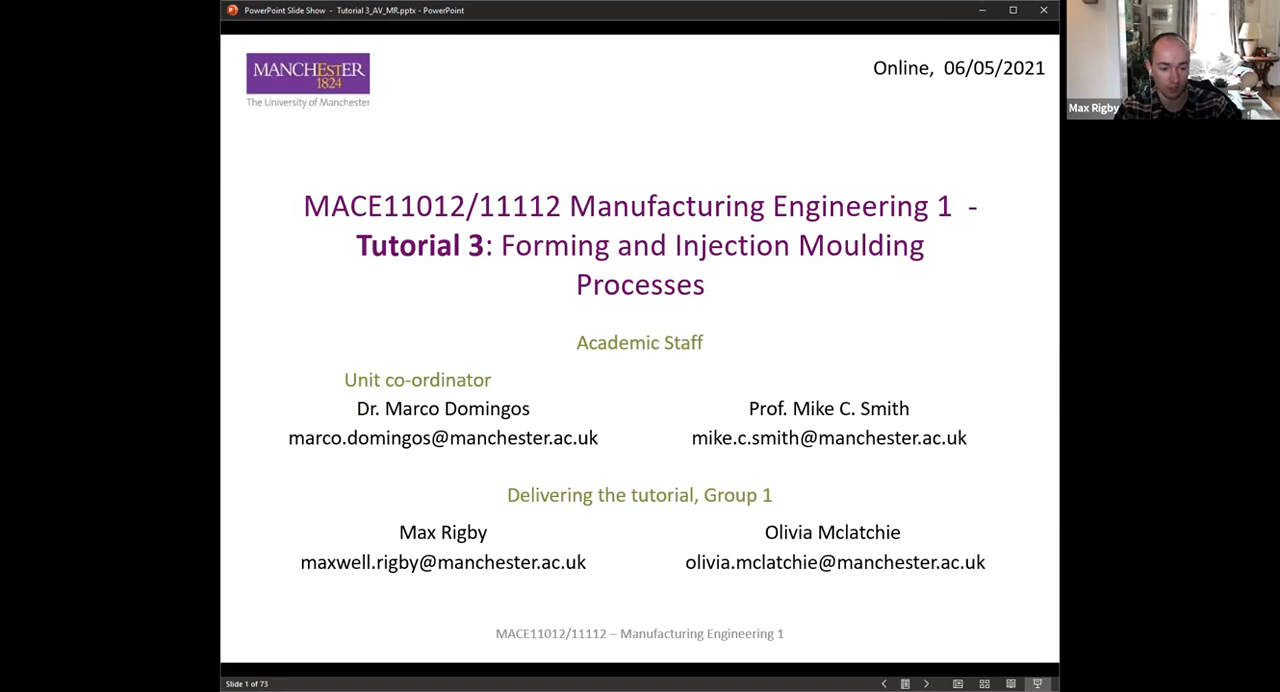 PowerPoint Slide Show - Tutorial 3_AV_MR.pptx - PowerPoint
MANCHESTER
1824
The University of Manchester
Online, 06/05/2021
Max Rigby
MACE11012/11112 Manufacturing Engineering 1 -
Tutorial 3: Forming and Injection Moulding
Processes
Academic Staff
Unit co-ordinator
Dr. Marco Domingos
marco.domingos@manchester.ac.uk
Prof. Mike C. Smith
mike.c.smith@manchester.ac.uk
Delivering the tutorial, Group 1
Max Rigby
maxwell.rigby@manchester.ac.uk
Olivia Mclatchie
olivia.mclatchie@manchester.ac.uk
MACE11012/11112 – Manufacturing Engineering 1
Slide 1 of 73